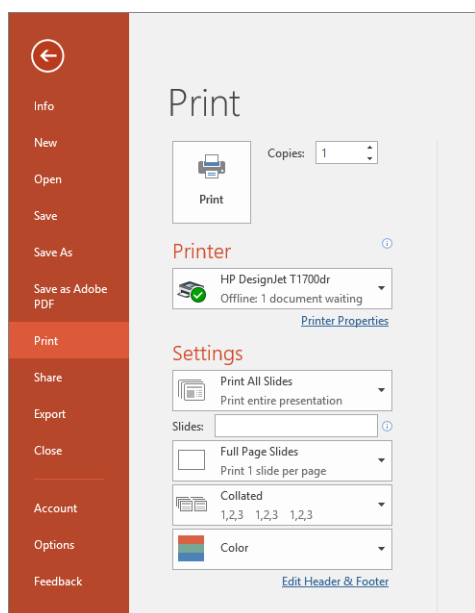 Info
New
Open
Save
Save As
Save as Adobe
PDF
Print
Share
Export
Close
Account
Options
Feedback
Print
Copies: 1
Print
Printer
HP DesignJet T1700dr
Offline: 1 document waiting
Printer Properties
Settings
Print All Slides
Print entire presentation
Slides:
Full Page Slides
Print 1 slide per page
Collated
1,2,3 1,2,3 1,2,3
Color
Edit Header & Footer